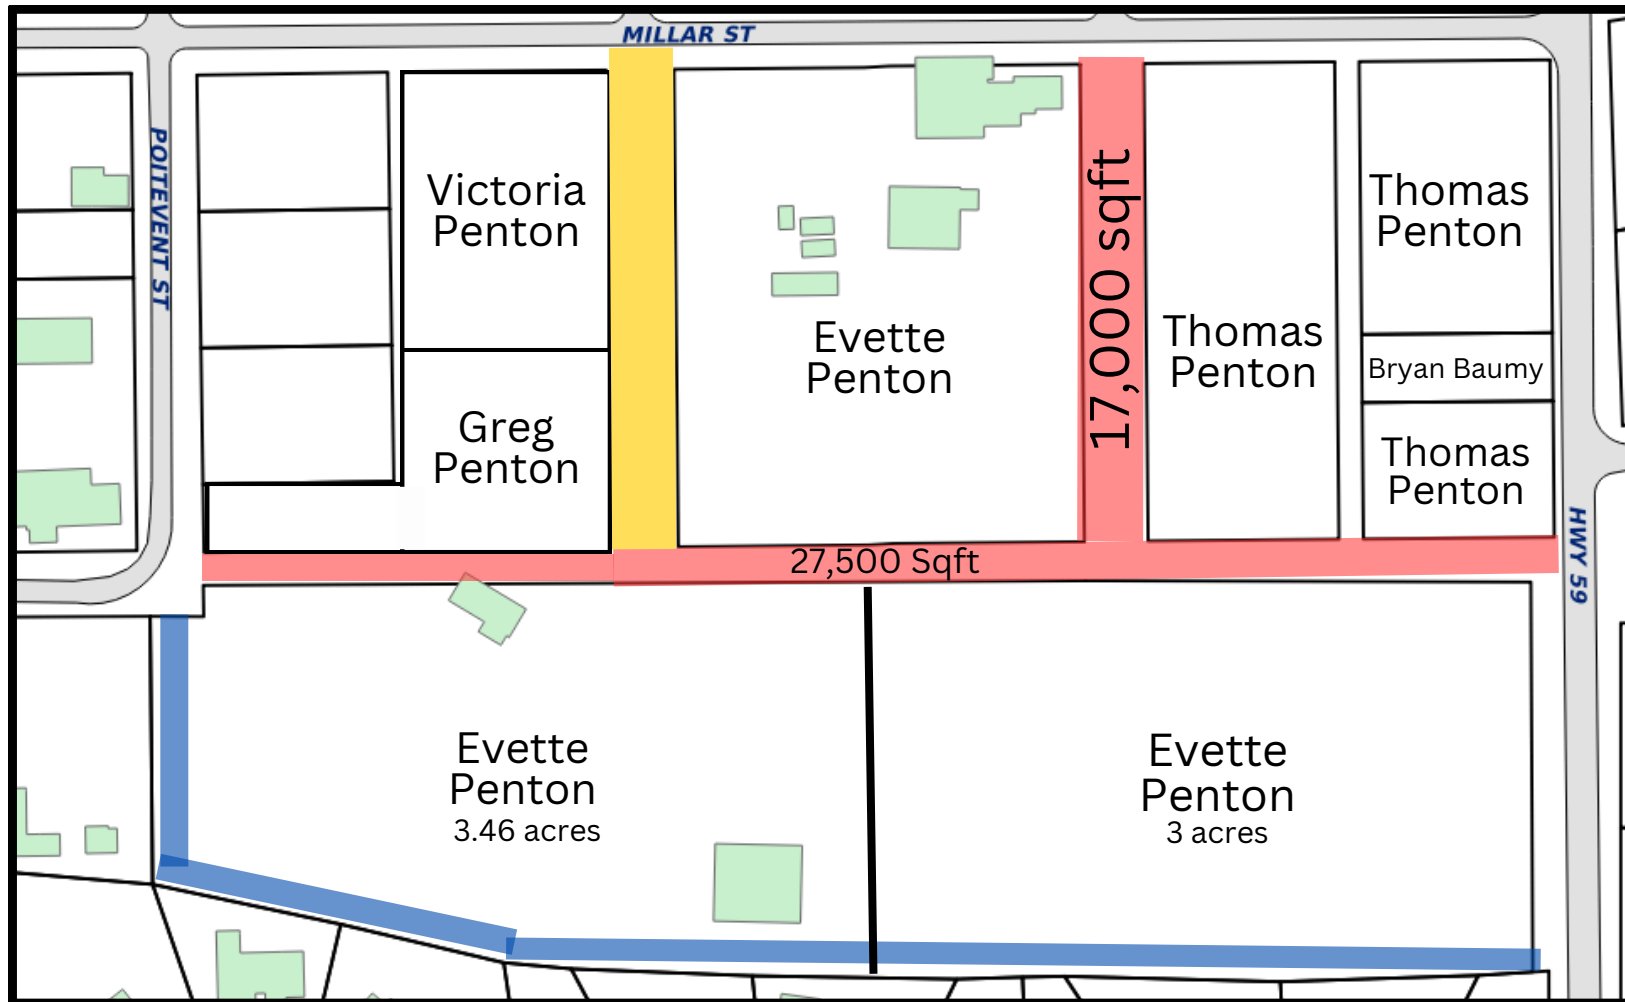 MILLAR ST
POITEVENT ST
Victoria
Penton
Thomas
Penton
17,000 sqft
Evette
Penton
Thomas
Penton
Bryan Baumy
Greg
Penton
Thomas
Penton
HWY 59
27,500 Sqft
Evette
Penton
3.46 acres
Evette
Penton
3 acres